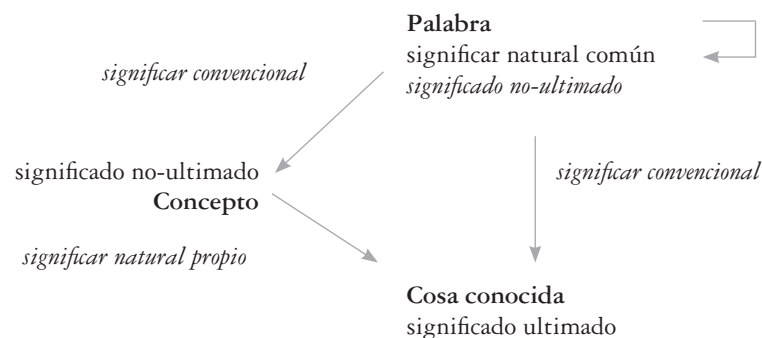 Palabra
significar natural común
significar convencional
significado no-ultimado
significado no-ultimado
significar convencional
Concepto
significar natural propio
Cosa conocida
significado ultimado